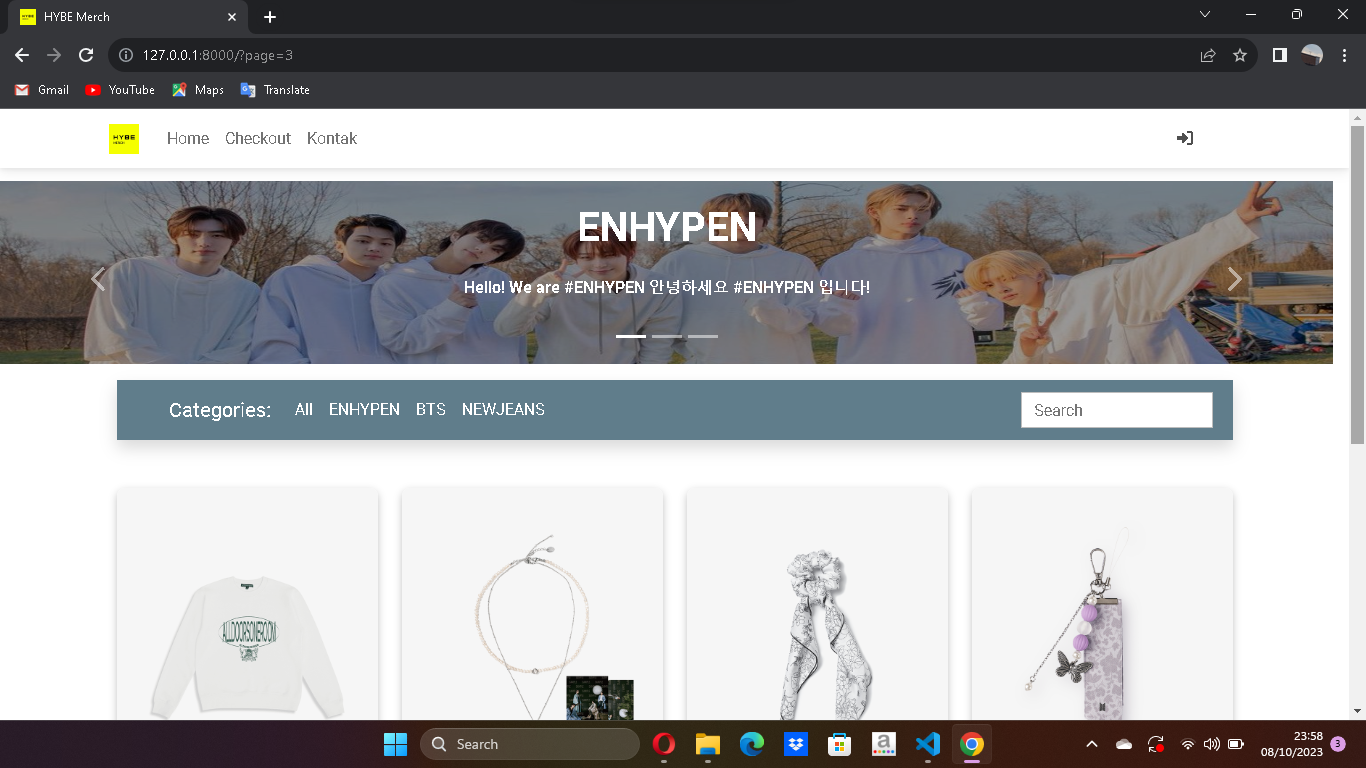 HYBE Merch
127.0.0.1:8000/?page=3
Gmail YouTube Maps Translate
HYBE
MERCH
Home Checkout Kontak
ENHYPEN
Hello! We are #ENHYPEN 안녕하세요 #ENHYPEN 입니다!
Categories: All ENHYPEN BTS NEWJEANS Search
ALLDOORSONEROOM
Search
a
23:58
08/10/2023
3